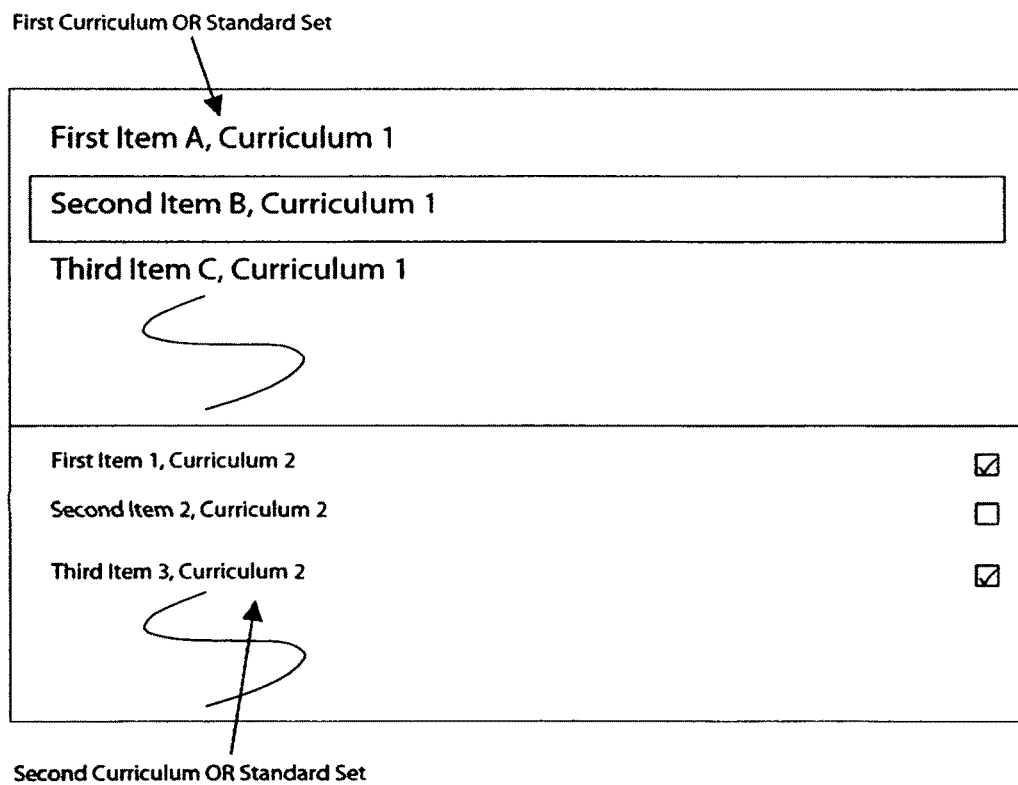 First Curriculum OR Standard Set
First Item A, Curriculum 1
Second Item B, Curriculum 1
Third Item C, Curriculum 1
First Item 1, Curriculum 2
Second Item 2, Curriculum 2
Third Item 3, Curriculum 2
Second Curriculum OR Standard Set